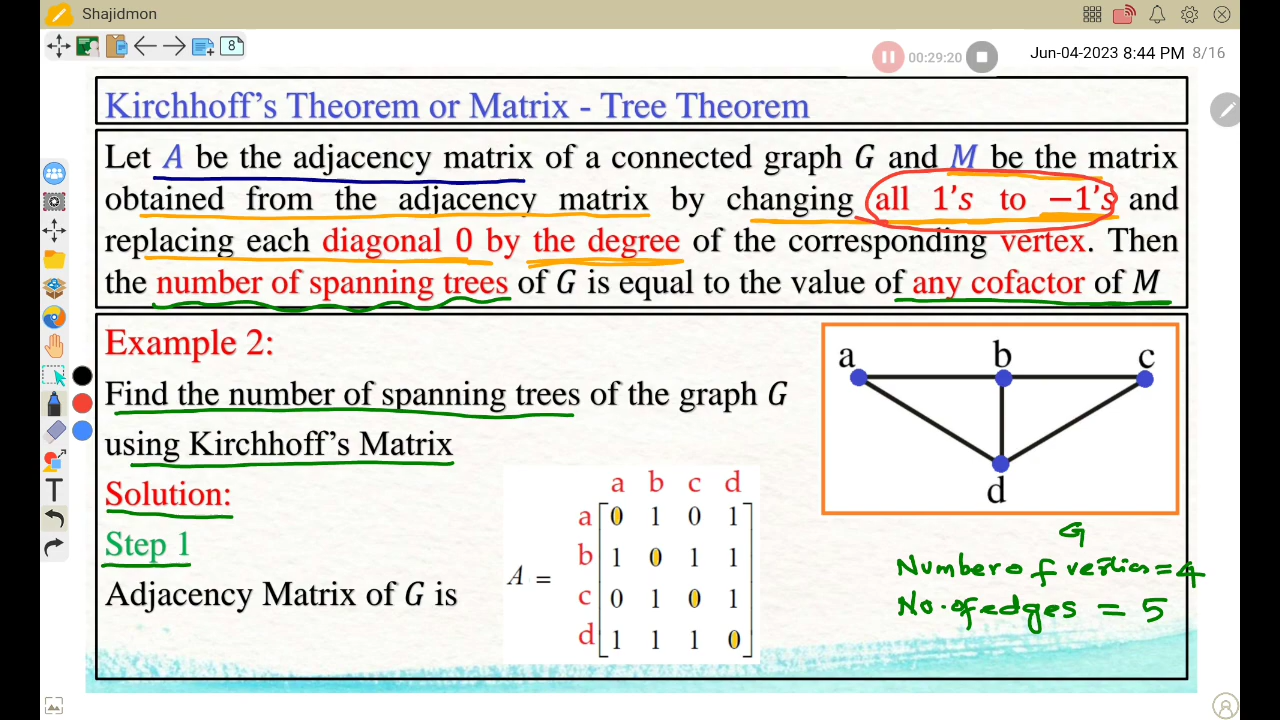 Shajidmon
8
00:29:20
Jun-04-2023 8:44 PM 8/16
Kirchhoff's Theorem or Matrix - Tree Theorem
Let A be the adjacency matrix of a connected graph G and M be the matrix
obtained from the adjacency matrix by changing all 1's to −1's and
replacing each diagonal 0 by the degree of the corresponding vertex. Then
the number of spanning trees of G is equal to the value of any cofactor of M
Example 2:
Find the number of spanning trees of the graph G
using Kirchhoff's Matrix
Solution:
Step 1
Adjacency Matrix of G is
a b c d
a 0 1 0 1
b 1 0 1 1
A =
c 0 1 0 1
d 1 1 1 0
a b c
d
G
Number of vertices = 4
No. of edges = 5
T